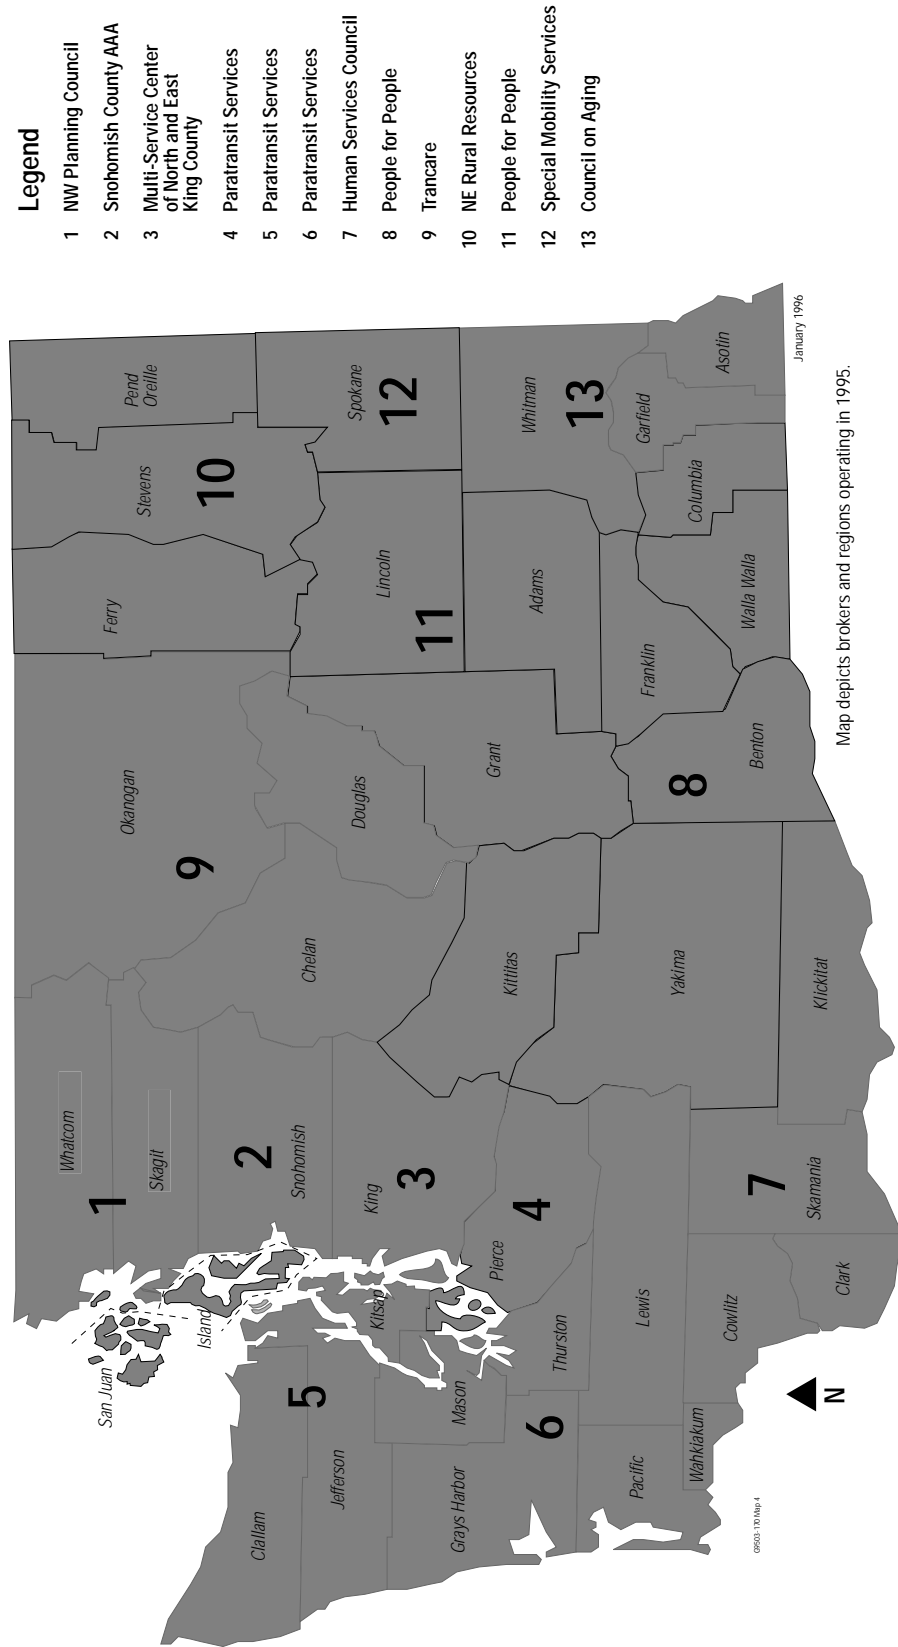 Legend
1 NW Planning Council
2 Snohomish County AAA
3 Multi-Service Center
of North and East
King County
4 Paratransit Services
5 Paratransit Services
6 Paratransit Services
7 Human Services Council
8 People for People
9 Trancare
10 NE Rural Resources
11 People for People
12 Special Mobility Services
13 Council on Aging
Whatcom
1
San Juan
Skagit
Island
2
Snohomish
Clallam
5
Jefferson
Kitsap
King
3
Mason
Grays Harbor
Pierce
4
6
Thurston
Pacific
Lewis
Wahkiakum
Cowlitz
7
Skamania
Clark
Okanogan
9
Chelan
Douglas
Kittitas
Grant
Yakima
8
Benton
Klickitat
Ferry
Stevens
10
Pend
Oreille
Lincoln
11
Spokane
12
Adams
Whitman
13
Franklin
Garfield
Columbia
Walla Walla
Asotin
N
January 1996
Map depicts brokers and regions operating in 1995.
09503-170 Map 4